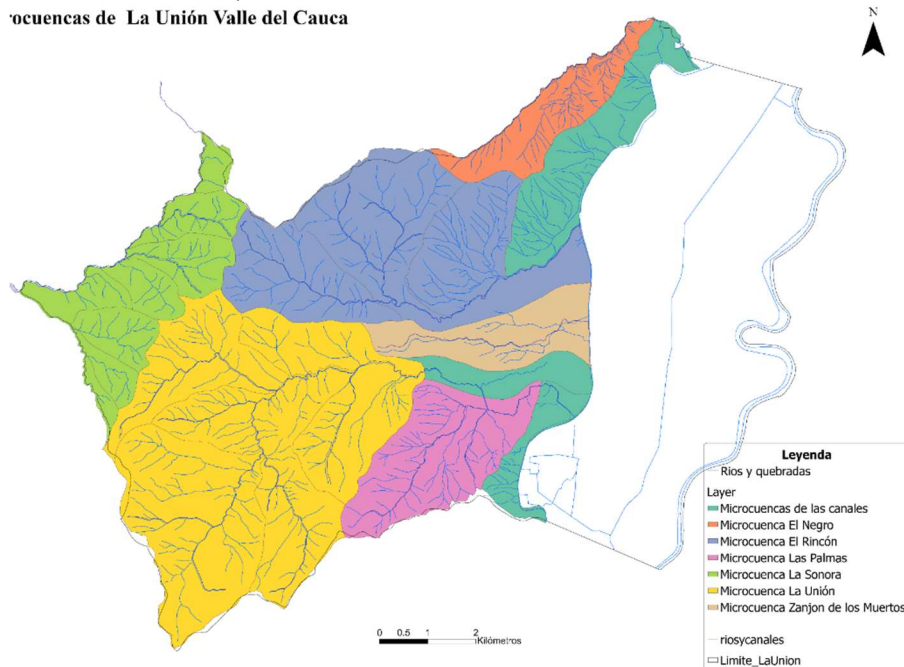 rocuencas de La Unión Valle del Cauca
N
Leyenda
Rios y quebradas
Layer
Microcuencas de las canales
Microcuenca El Negro
Microcuenca El Rincón
Microcuenca Las Palmas
Microcuenca La Sonora
Microcuenca La Unión
Microcuenca Zanjon de los Muertos
riosycanales
Limite_LaUnion
0 0.5 1 2
Kilómetros